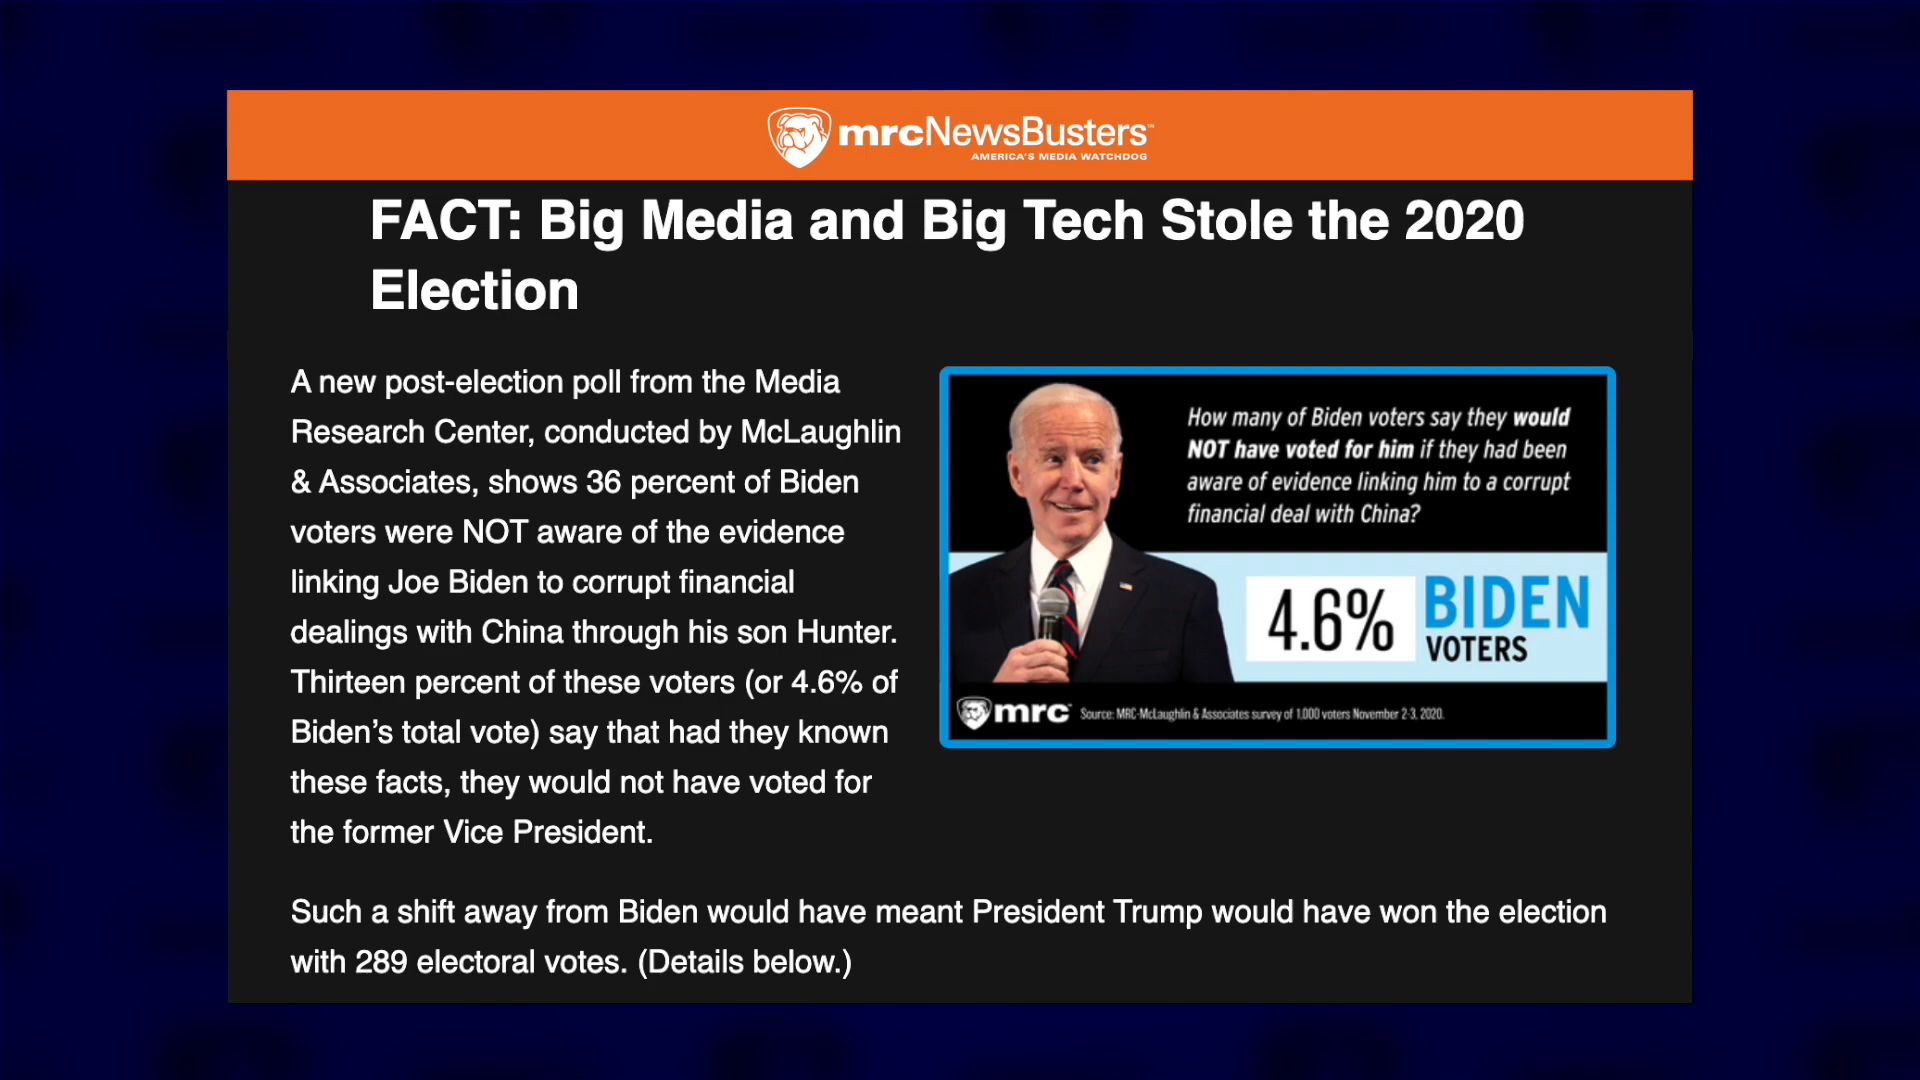 mrcNewsBusters™
AMERICA'S MEDIA WATCHDOG
FACT: Big Media and Big Tech Stole the 2020
Election
A new post-election poll from the Media
Research Center, conducted by McLaughlin
& Associates, shows 36 percent of Biden
voters were NOT aware of the evidence
linking Joe Biden to corrupt financial
dealings with China through his son Hunter.
Thirteen percent of these voters (or 4.6% of
Biden's total vote) say that had they known
these facts, they would not have voted for
the former Vice President.
How many of Biden voters say they would
NOT have voted for him if they had been
aware of evidence linking him to a corrupt
financial deal with China?
4.6% BIDEN
VOTERS
mrc Source: MRC-McLaughlin & Associates survey of 1,000 voters November 2-3, 2020.
Such a shift away from Biden would have meant President Trump would have won the election
with 289 electoral votes. (Details below.)